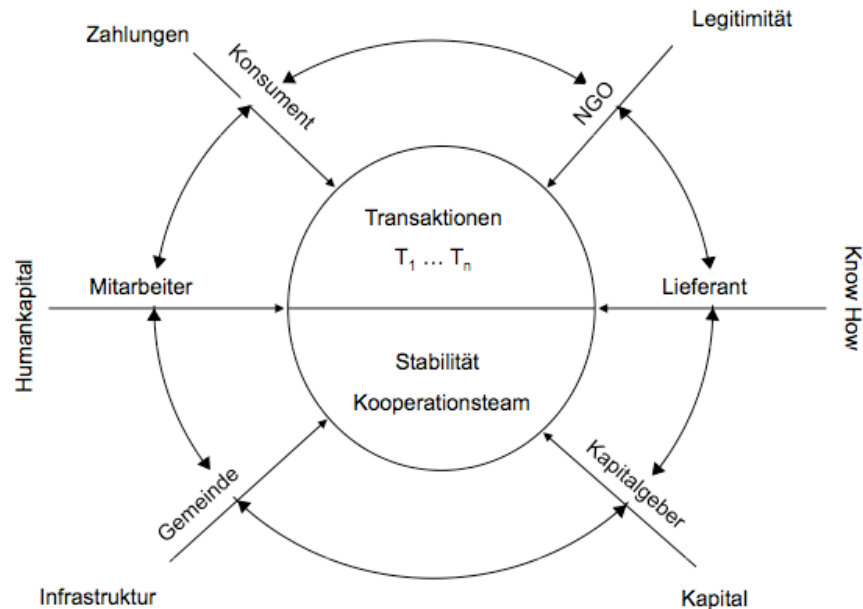 Zahlungen
Legitimität
Konsument
NGO
Transaktionen
T₁ … Tₙ
Humankapital
Mitarbeiter
Lieferant
Know How
Stabilität
Kooperationsteam
Gemeinde
Kapitalgeber
Infrastruktur
Kapital